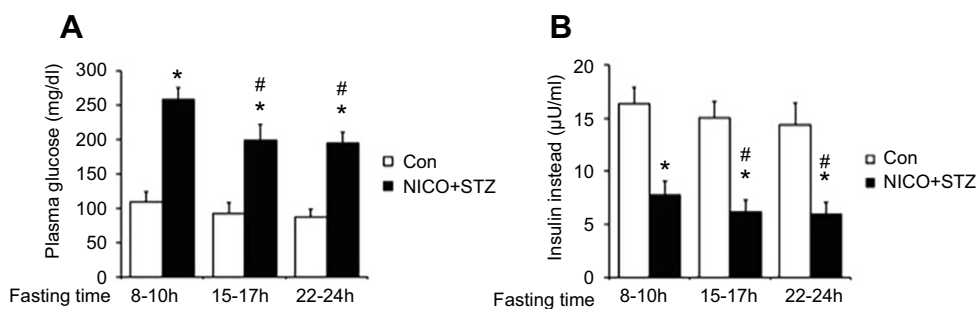 A
Plasma glucose (mg/dl)
300
250
200
150
100
50
0
*
#
*
#
*
Con
NICO+STZ
Fasting time 8-10h 15-17h 22-24h
B
Insulin instead (μU/ml)
20
15
10
5
0
*
#
*
#
*
Con
NICO+STZ
Fasting time 8-10h 15-17h 22-24h